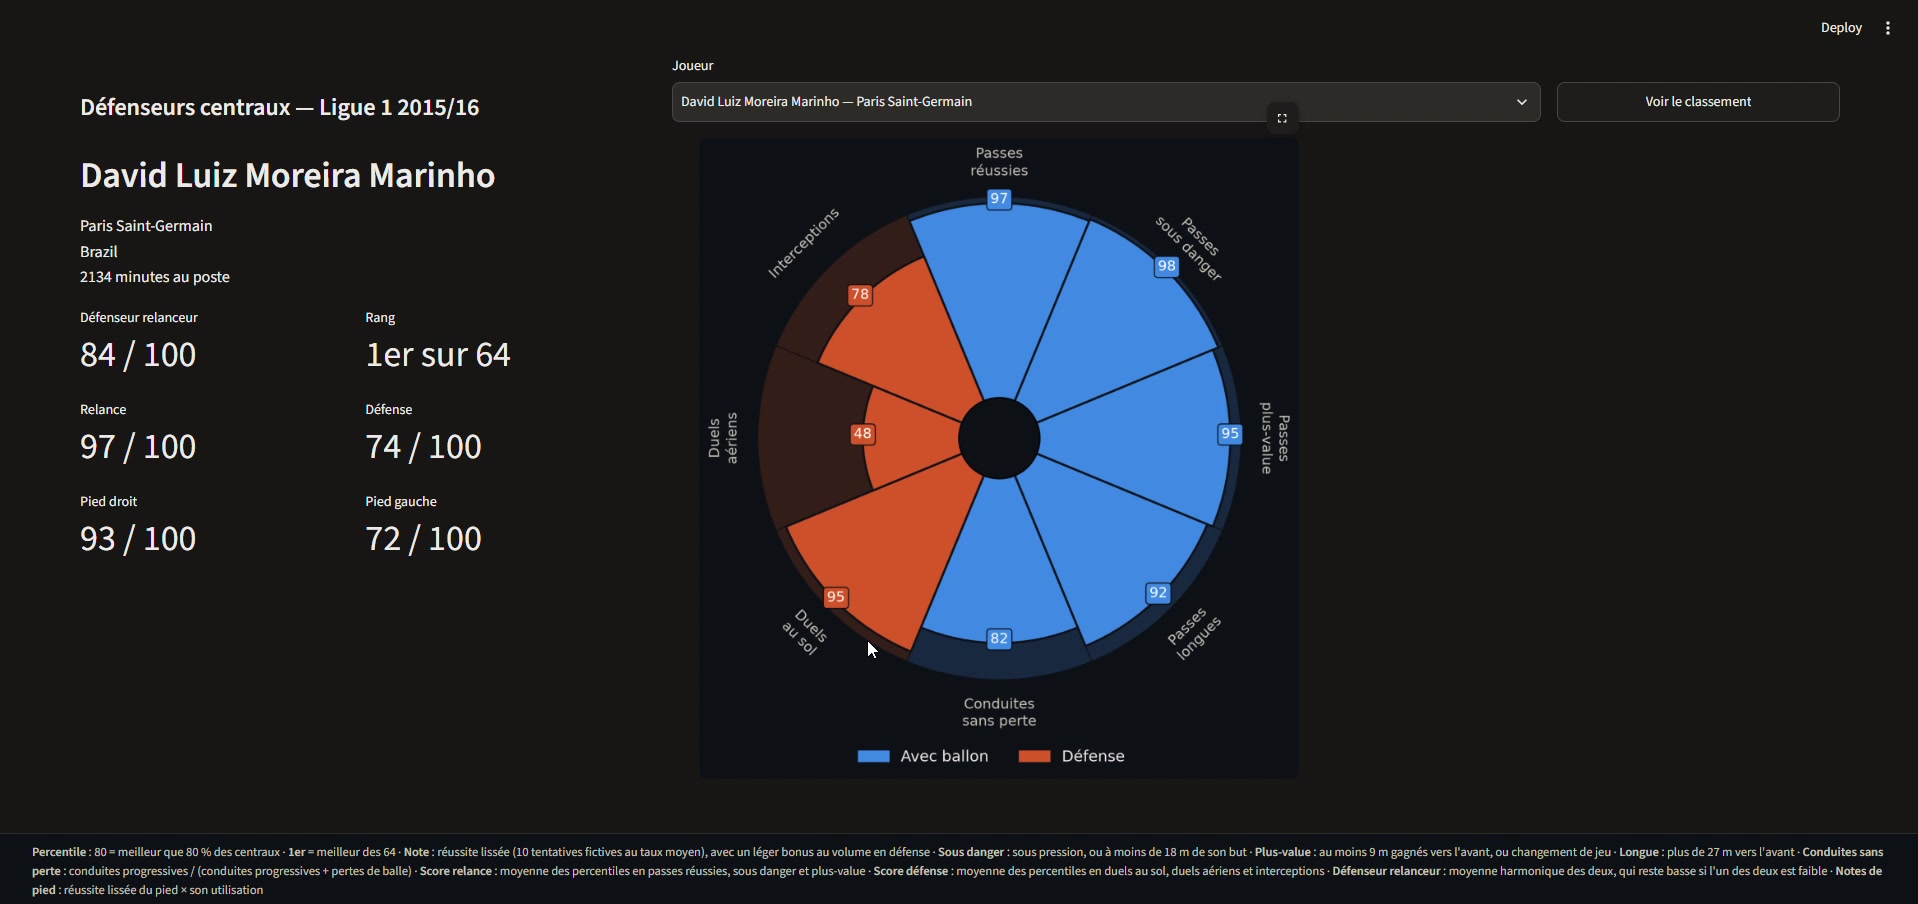 Deploy
Joueur
David Luiz Moreira Marinho — Paris Saint-Germain
Voir le classement
Défenseurs centraux — Ligue 1 2015/16
David Luiz Moreira Marinho
Paris Saint-Germain
Brazil
2134 minutes au poste
Défenseur relanceur
Rang
84 / 100
1er sur 64
Relance
Défense
97 / 100
74 / 100
Pied droit
Pied gauche
93 / 100
72 / 100
Passes
réussies
97
Passes
sous danger
98
Passes
plus-value
95
Passes
longues
92
Conduites
sans perte
82
Duels
au sol
95
Duels
aériens
48
Interceptions
78
Avec ballon
Défense
Percentile : 80 = meilleur que 80 % des centraux · 1er = meilleur des 64 · Note : réussite lissée (10 tentatives fictives au taux moyen), avec un léger bonus au volume en défense · Sous danger : sous pression, ou à moins de 18 m de son but · Plus-value : au moins 9 m gagnés vers l'avant, ou changement de jeu · Longue : plus de 27 m vers l'avant · Conduites sans
perte : conduites progressives / (conduites progressives + pertes de balle) · Score relance : moyenne des percentiles en passes réussies, sous danger et plus-value · Score défense : moyenne des percentiles en duels au sol, duels aériens et interceptions · Défenseur relanceur : moyenne harmonique des deux, qui reste basse si l'un des deux est faible · Notes de
pied : réussite lissée du pied × son utilisation